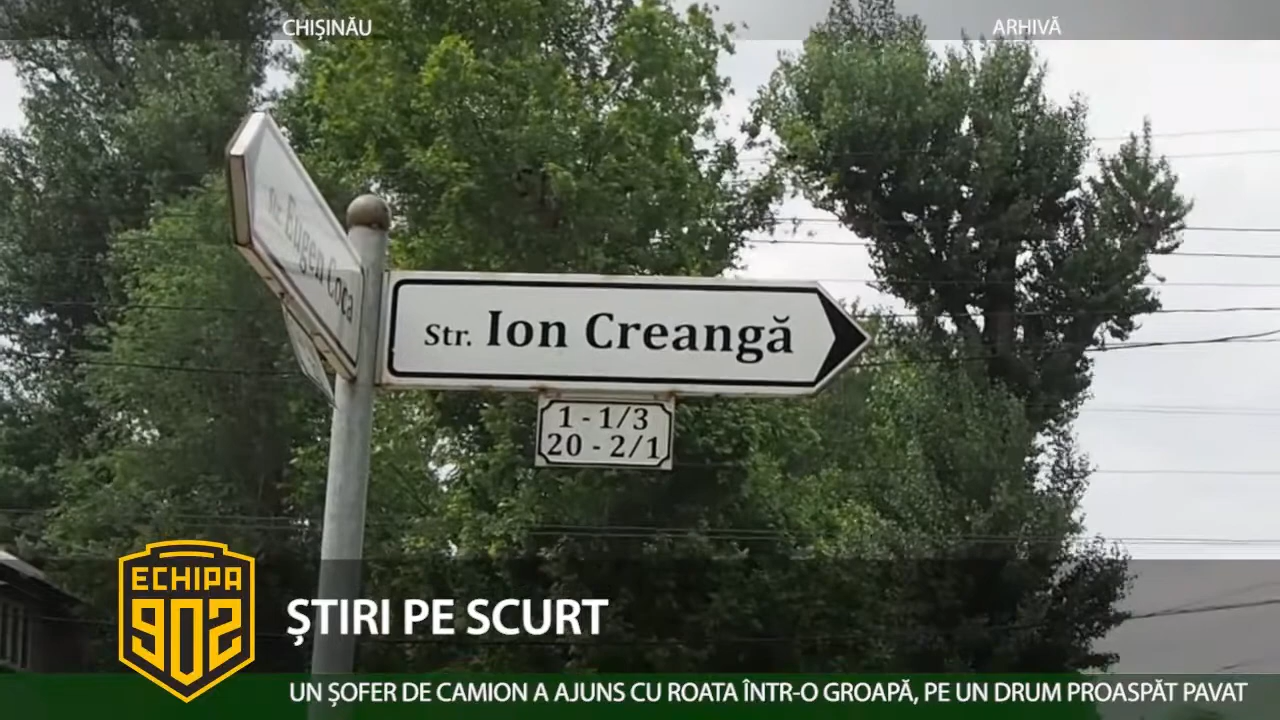 CHIȘINĂU
ARHIVĂ
Str. Eugen Coca
Str. Ion Creangă
1 - 1/3
20 - 2/1
ECHIPA
902
ȘTIRI PE SCURT
UN ȘOFER DE CAMION A AJUNS CU ROATA ÎNTR-O GROAPĂ, PE UN DRUM PROASPĂT PAVAT